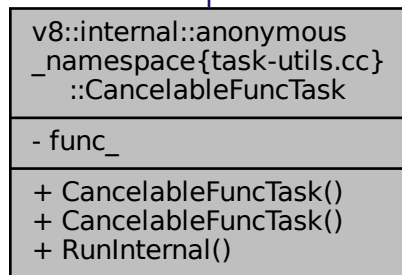 v8::internal::anonymous
_namespace{task-utils.cc}
::CancelableFuncTask
- func_
+ CancelableFuncTask()
+ CancelableFuncTask()
+ RunInternal()